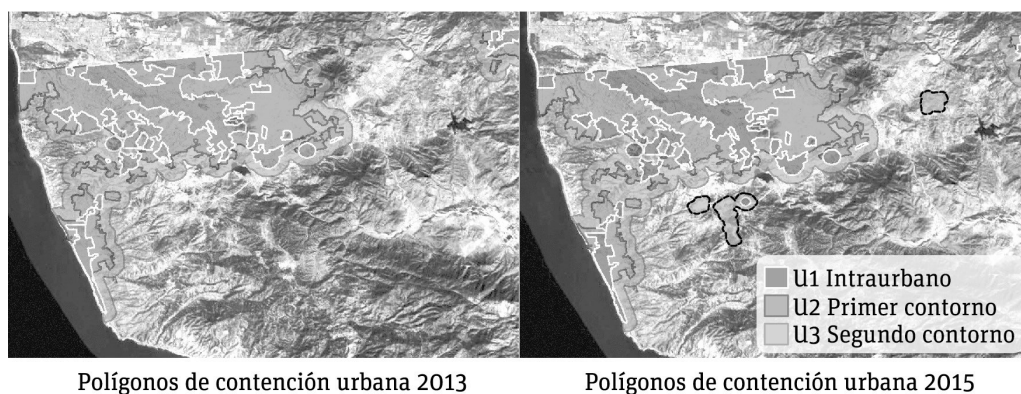 U1 Intraurbano
U2 Primer contorno
U3 Segundo contorno
Polígonos de contención urbana 2013
Polígonos de contención urbana 2015